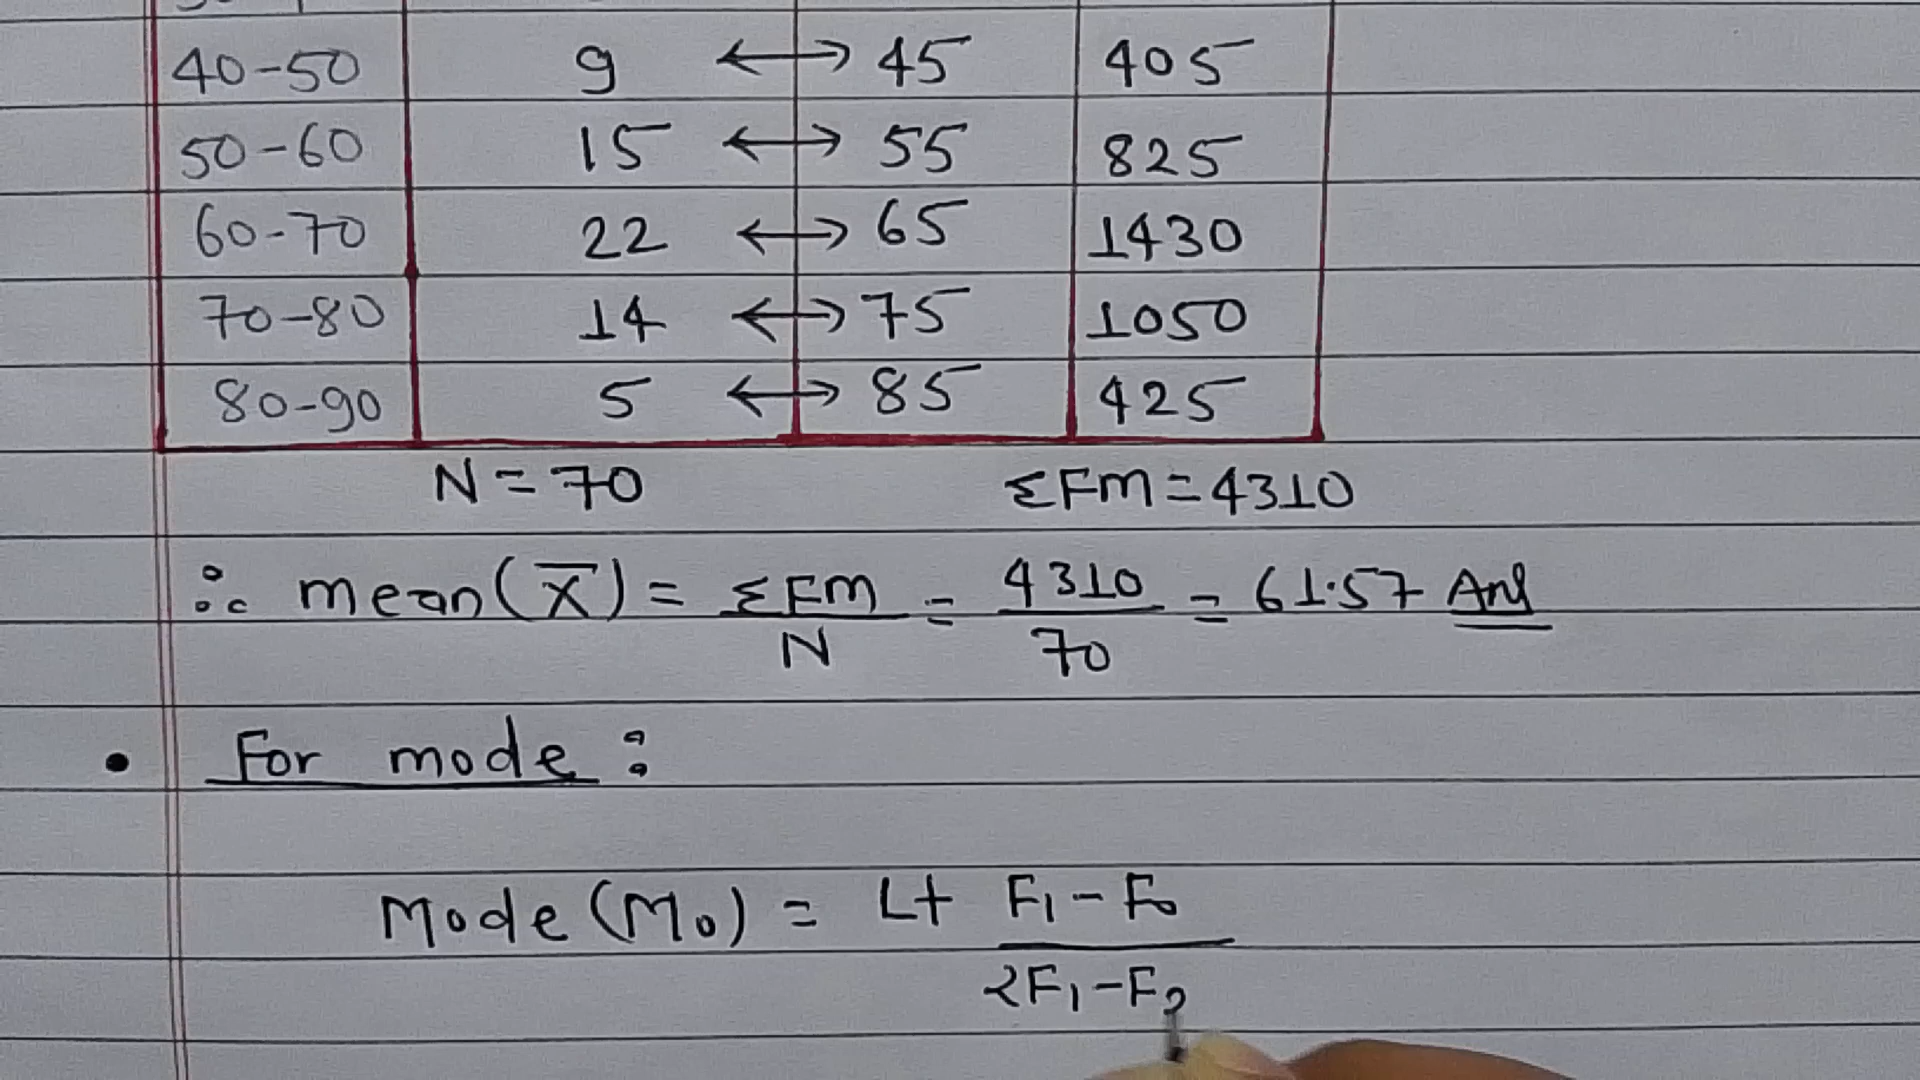 40-50 9 ↔ 45 405
50-60 15 ↔ 55 825
60-70 22 ↔ 65 1430
70-80 14 ↔ 75 1050
80-90 5 ↔ 85 425
N = 70 ΣFM = 4310
∴ mean (X̅) = ΣFM / N = 4310 / 70 = 61.57 Ans
• For mode :
Mode (M₀) = L + F₁ - F₀ / 2F₁ - F₂